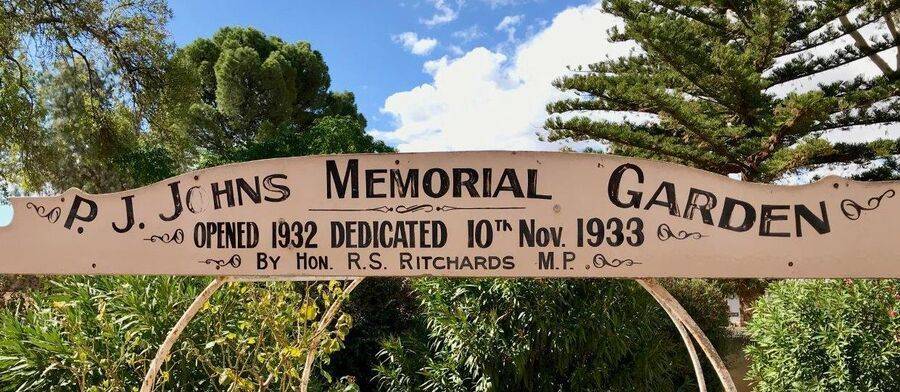 P. J. JOHNS MEMORIAL GARDEN
OPENED 1932 DEDICATED 10TH NOV. 1933
BY HON. R.S. RITCHARDS M.P.